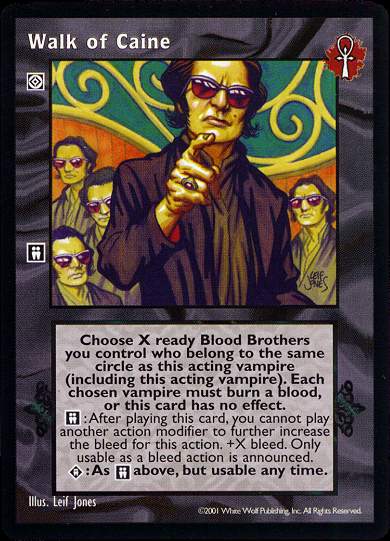 Walk of Caine
LEIF
JONES
Choose X ready Blood Brothers
you control who belong to the same
circle as this acting vampire
(including this acting vampire). Each
chosen vampire must burn a blood,
or this card has no effect.
:After playing this card, you cannot play
another action modifier to further increase
the bleed for this action. +X bleed. Only
usable as a bleed action is announced.
:As above, but usable any time.
Illus. Leif Jones
©2001 White Wolf Publishing, Inc. All Rights Reserved.